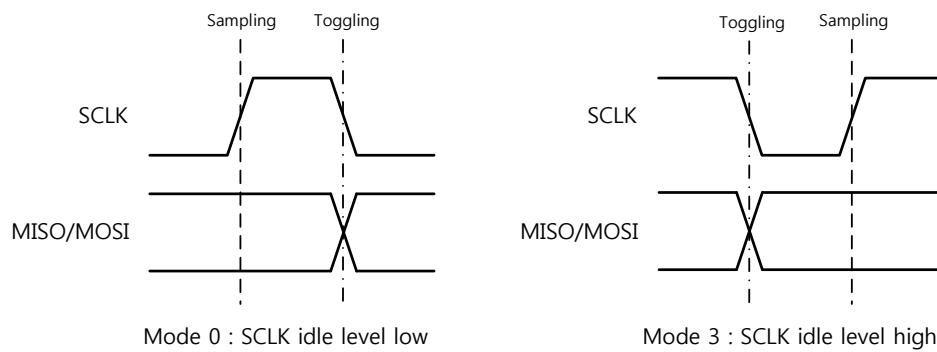 Sampling Toggling
SCLK
MISO/MOSI
Mode 0 : SCLK idle level low
Toggling Sampling
SCLK
MISO/MOSI
Mode 3 : SCLK idle level high